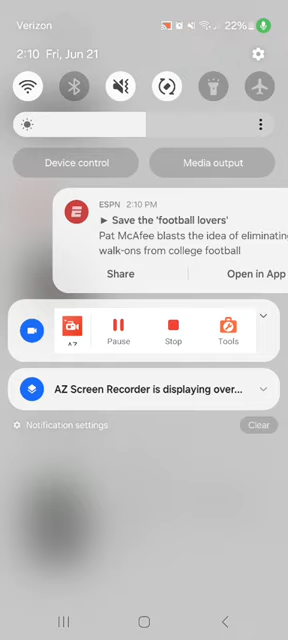 Verizon
22%
2:10 Fri, Jun 21
Device control
Media output
ESPN 2:10 PM
► Save the 'football lovers'
Pat McAfee blasts the idea of eliminating
walk-ons from college football
Share
Open in App
AZ
Pause
Stop
Tools
AZ Screen Recorder is displaying over...
Notification settings
Clear